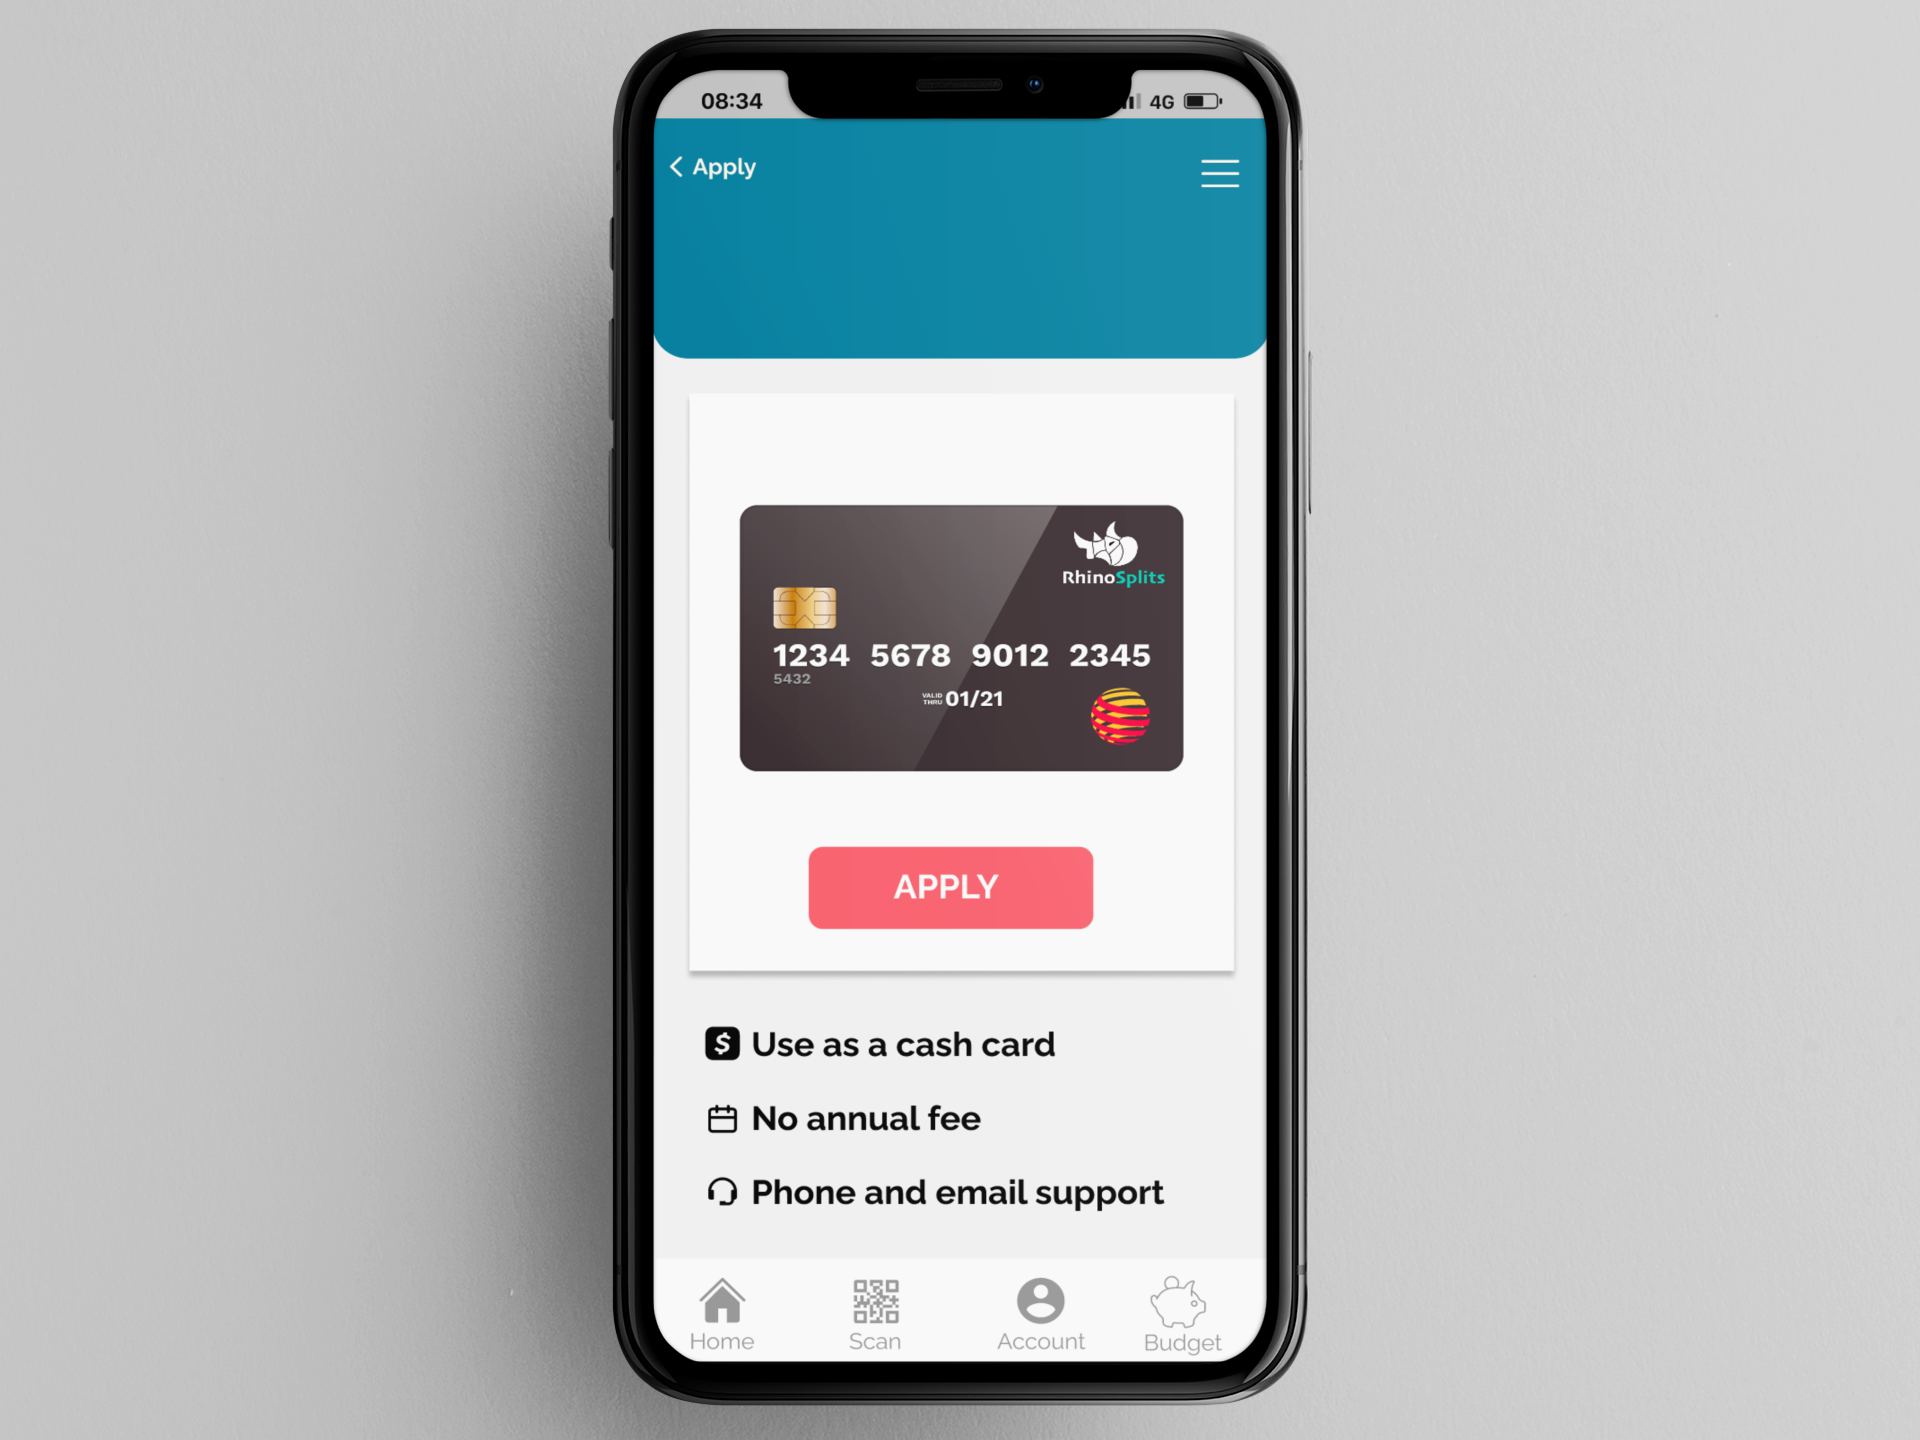 08:34
4G
Apply
RhinoSplits
1234 5678 9012 2345
5432
VALID THRU 01/21
APPLY
$ Use as a cash card
No annual fee
Phone and email support
Home Scan Account Budget